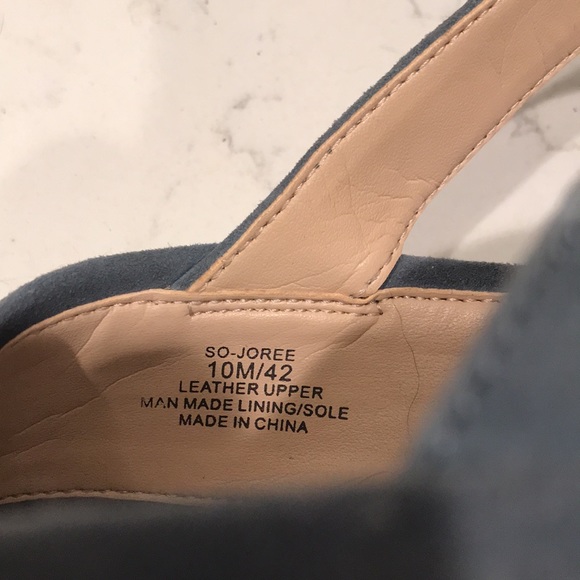 SO-JOREE
10M/42
LEATHER UPPER
MAN MADE LINING/SOLE
MADE IN CHINA